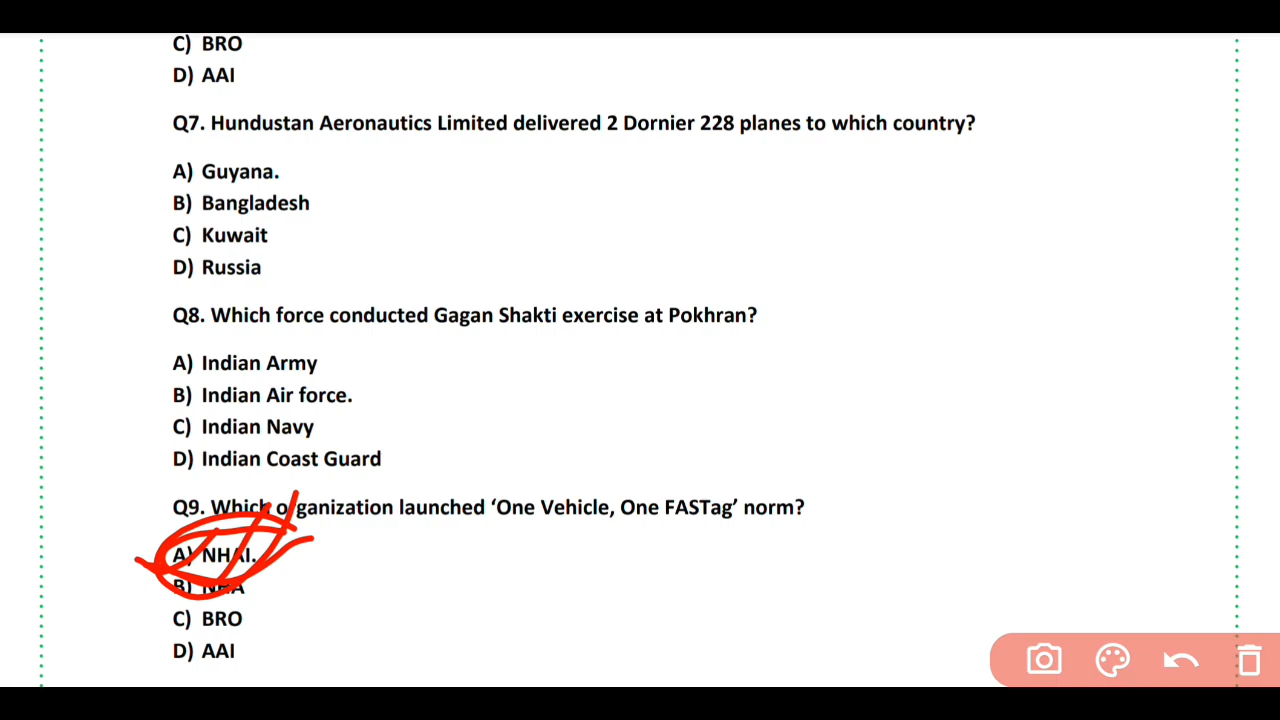 C) BRO
D) AAI
Q7. Hundustan Aeronautics Limited delivered 2 Dornier 228 planes to which country?
A) Guyana.
B) Bangladesh
C) Kuwait
D) Russia
Q8. Which force conducted Gagan Shakti exercise at Pokhran?
A) Indian Army
B) Indian Air force.
C) Indian Navy
D) Indian Coast Guard
Q9. Which organization launched ‘One Vehicle, One FASTag’ norm?
A) NHAI.
B) NRA
C) BRO
D) AAI